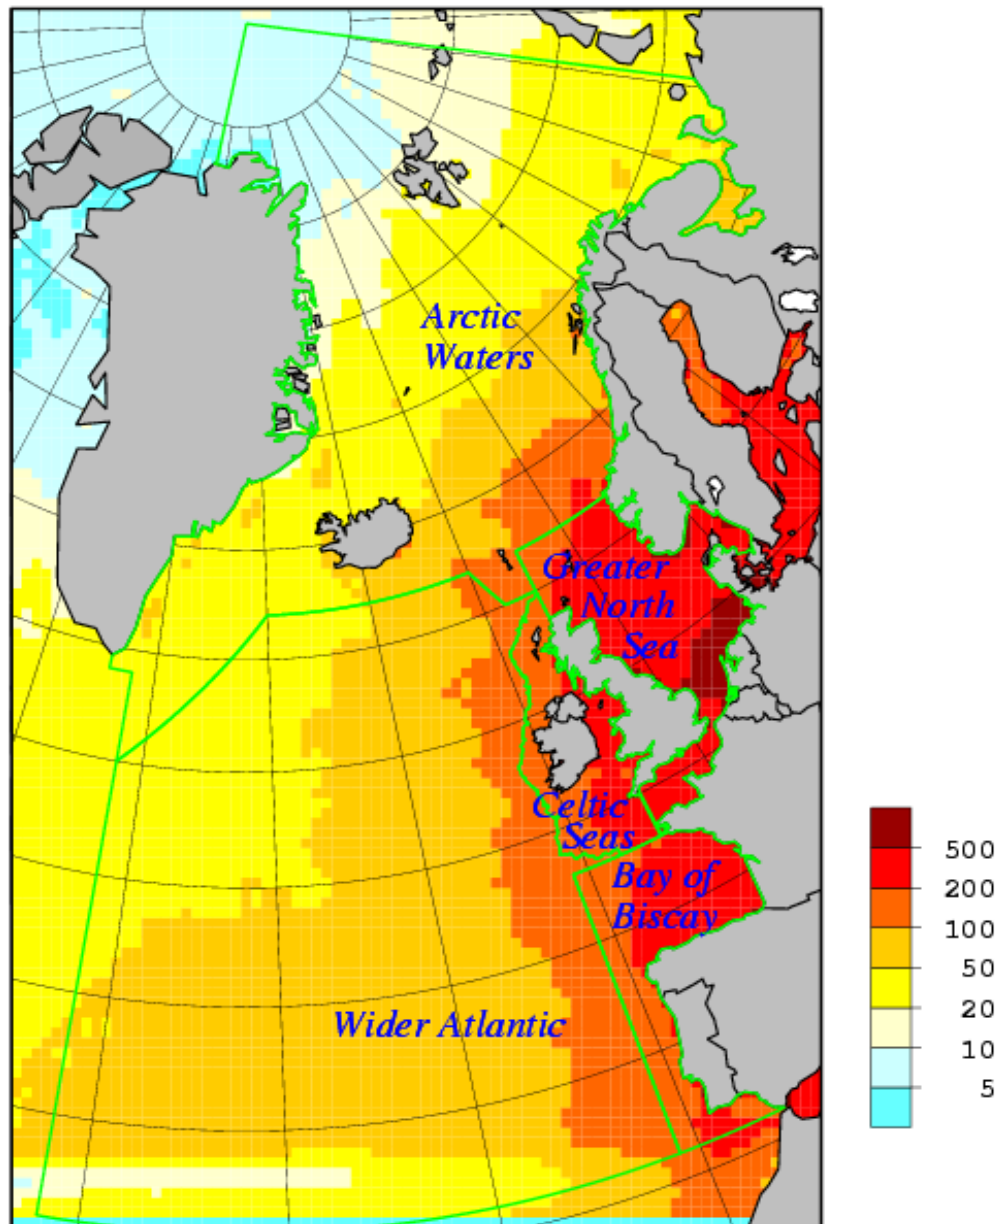 Arctic
Waters
Greater
North
Sea
Celtic
Seas
Bay of
Biscay
Wider Atlantic
500
200
100
50
20
10
5